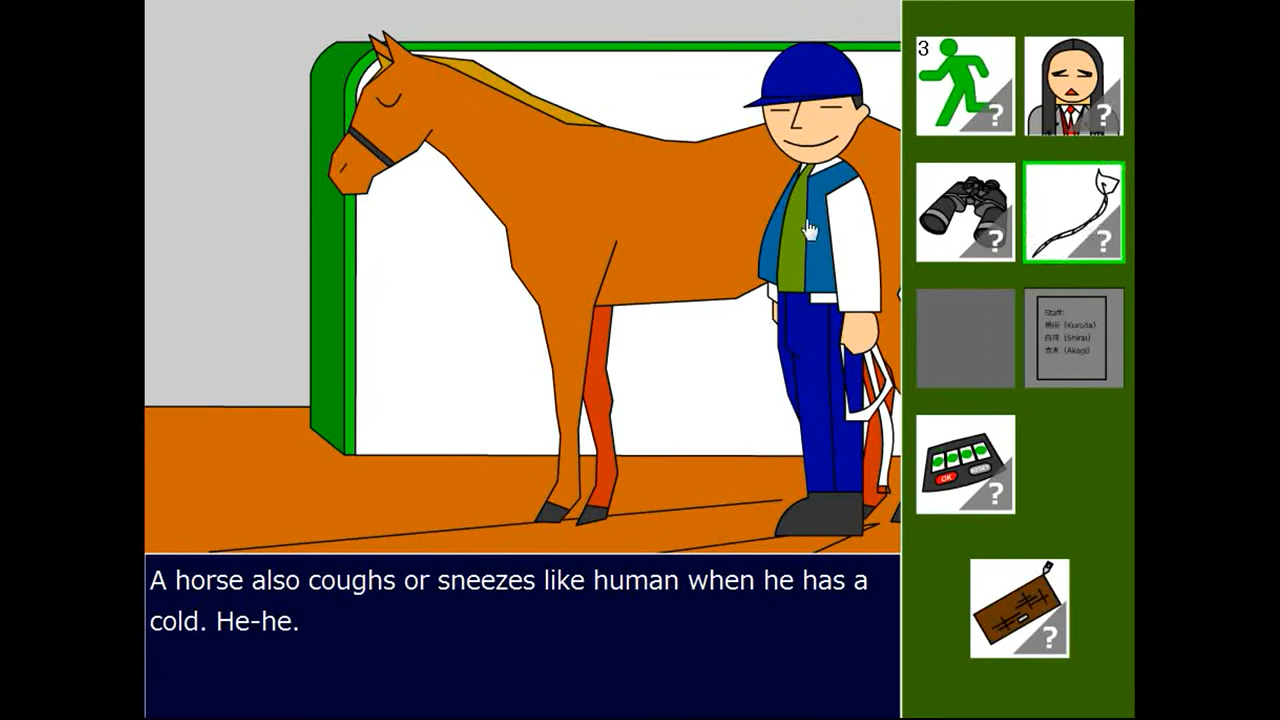 3
?
?
?
?
Staff:
黒田 (Kuroda)
白井 (Shirai)
赤木 (Akagi)
OK
RESET
?
?
A horse also coughs or sneezes like human when he has a
cold. He-he.